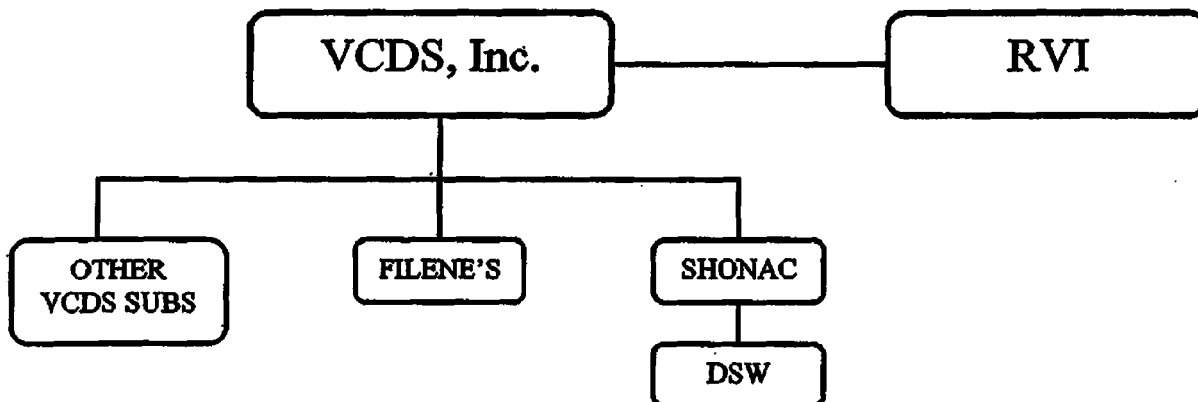 VCDS, Inc.
RVI
OTHER
VCDS SUBS
FILENE'S
SHONAC
DSW